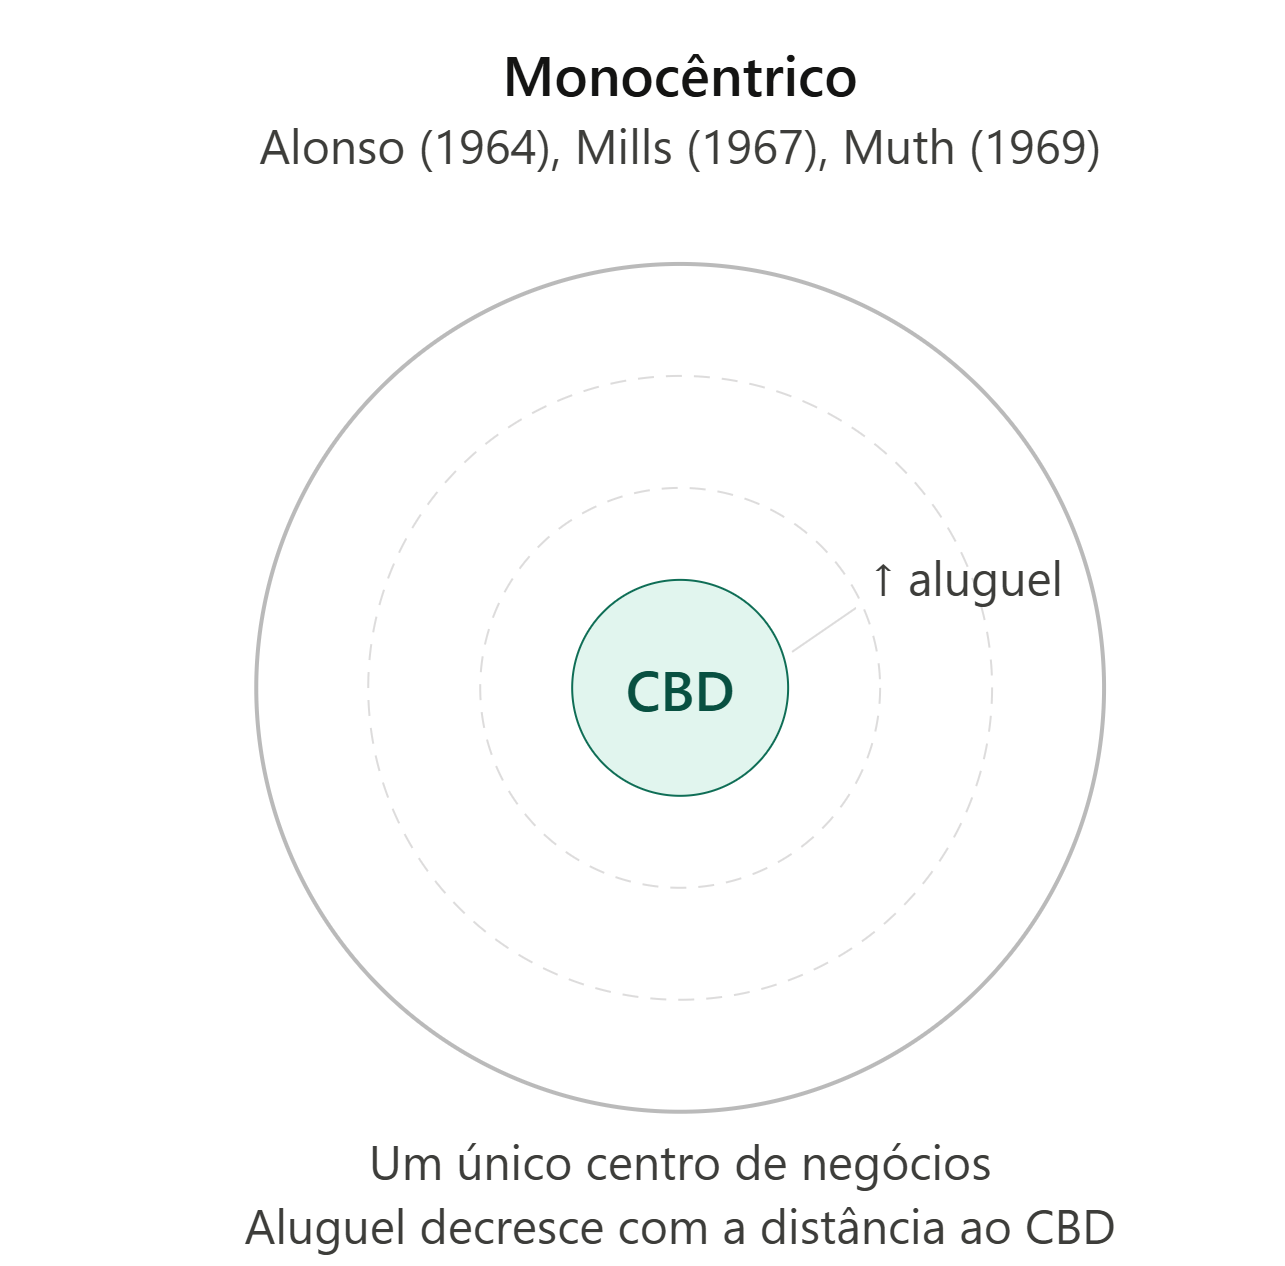 Monocêntrico
Alonso (1964), Mills (1967), Muth (1969)
↑ aluguel
CBD
Um único centro de negócios
Aluguel decresce com a distância ao CBD